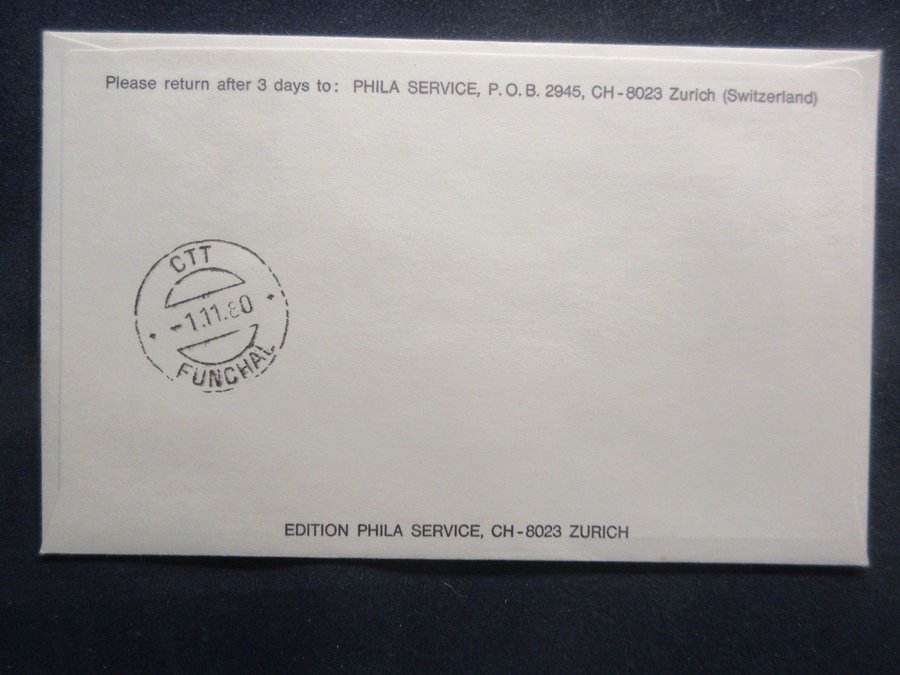 Please return after 3 days to: PHILA SERVICE, P.O.B. 2945, CH-8023 Zurich (Switzerland)
CTT
-1.11.80
FUNCHAL
EDITION PHILA SERVICE, CH-8023 ZURICH